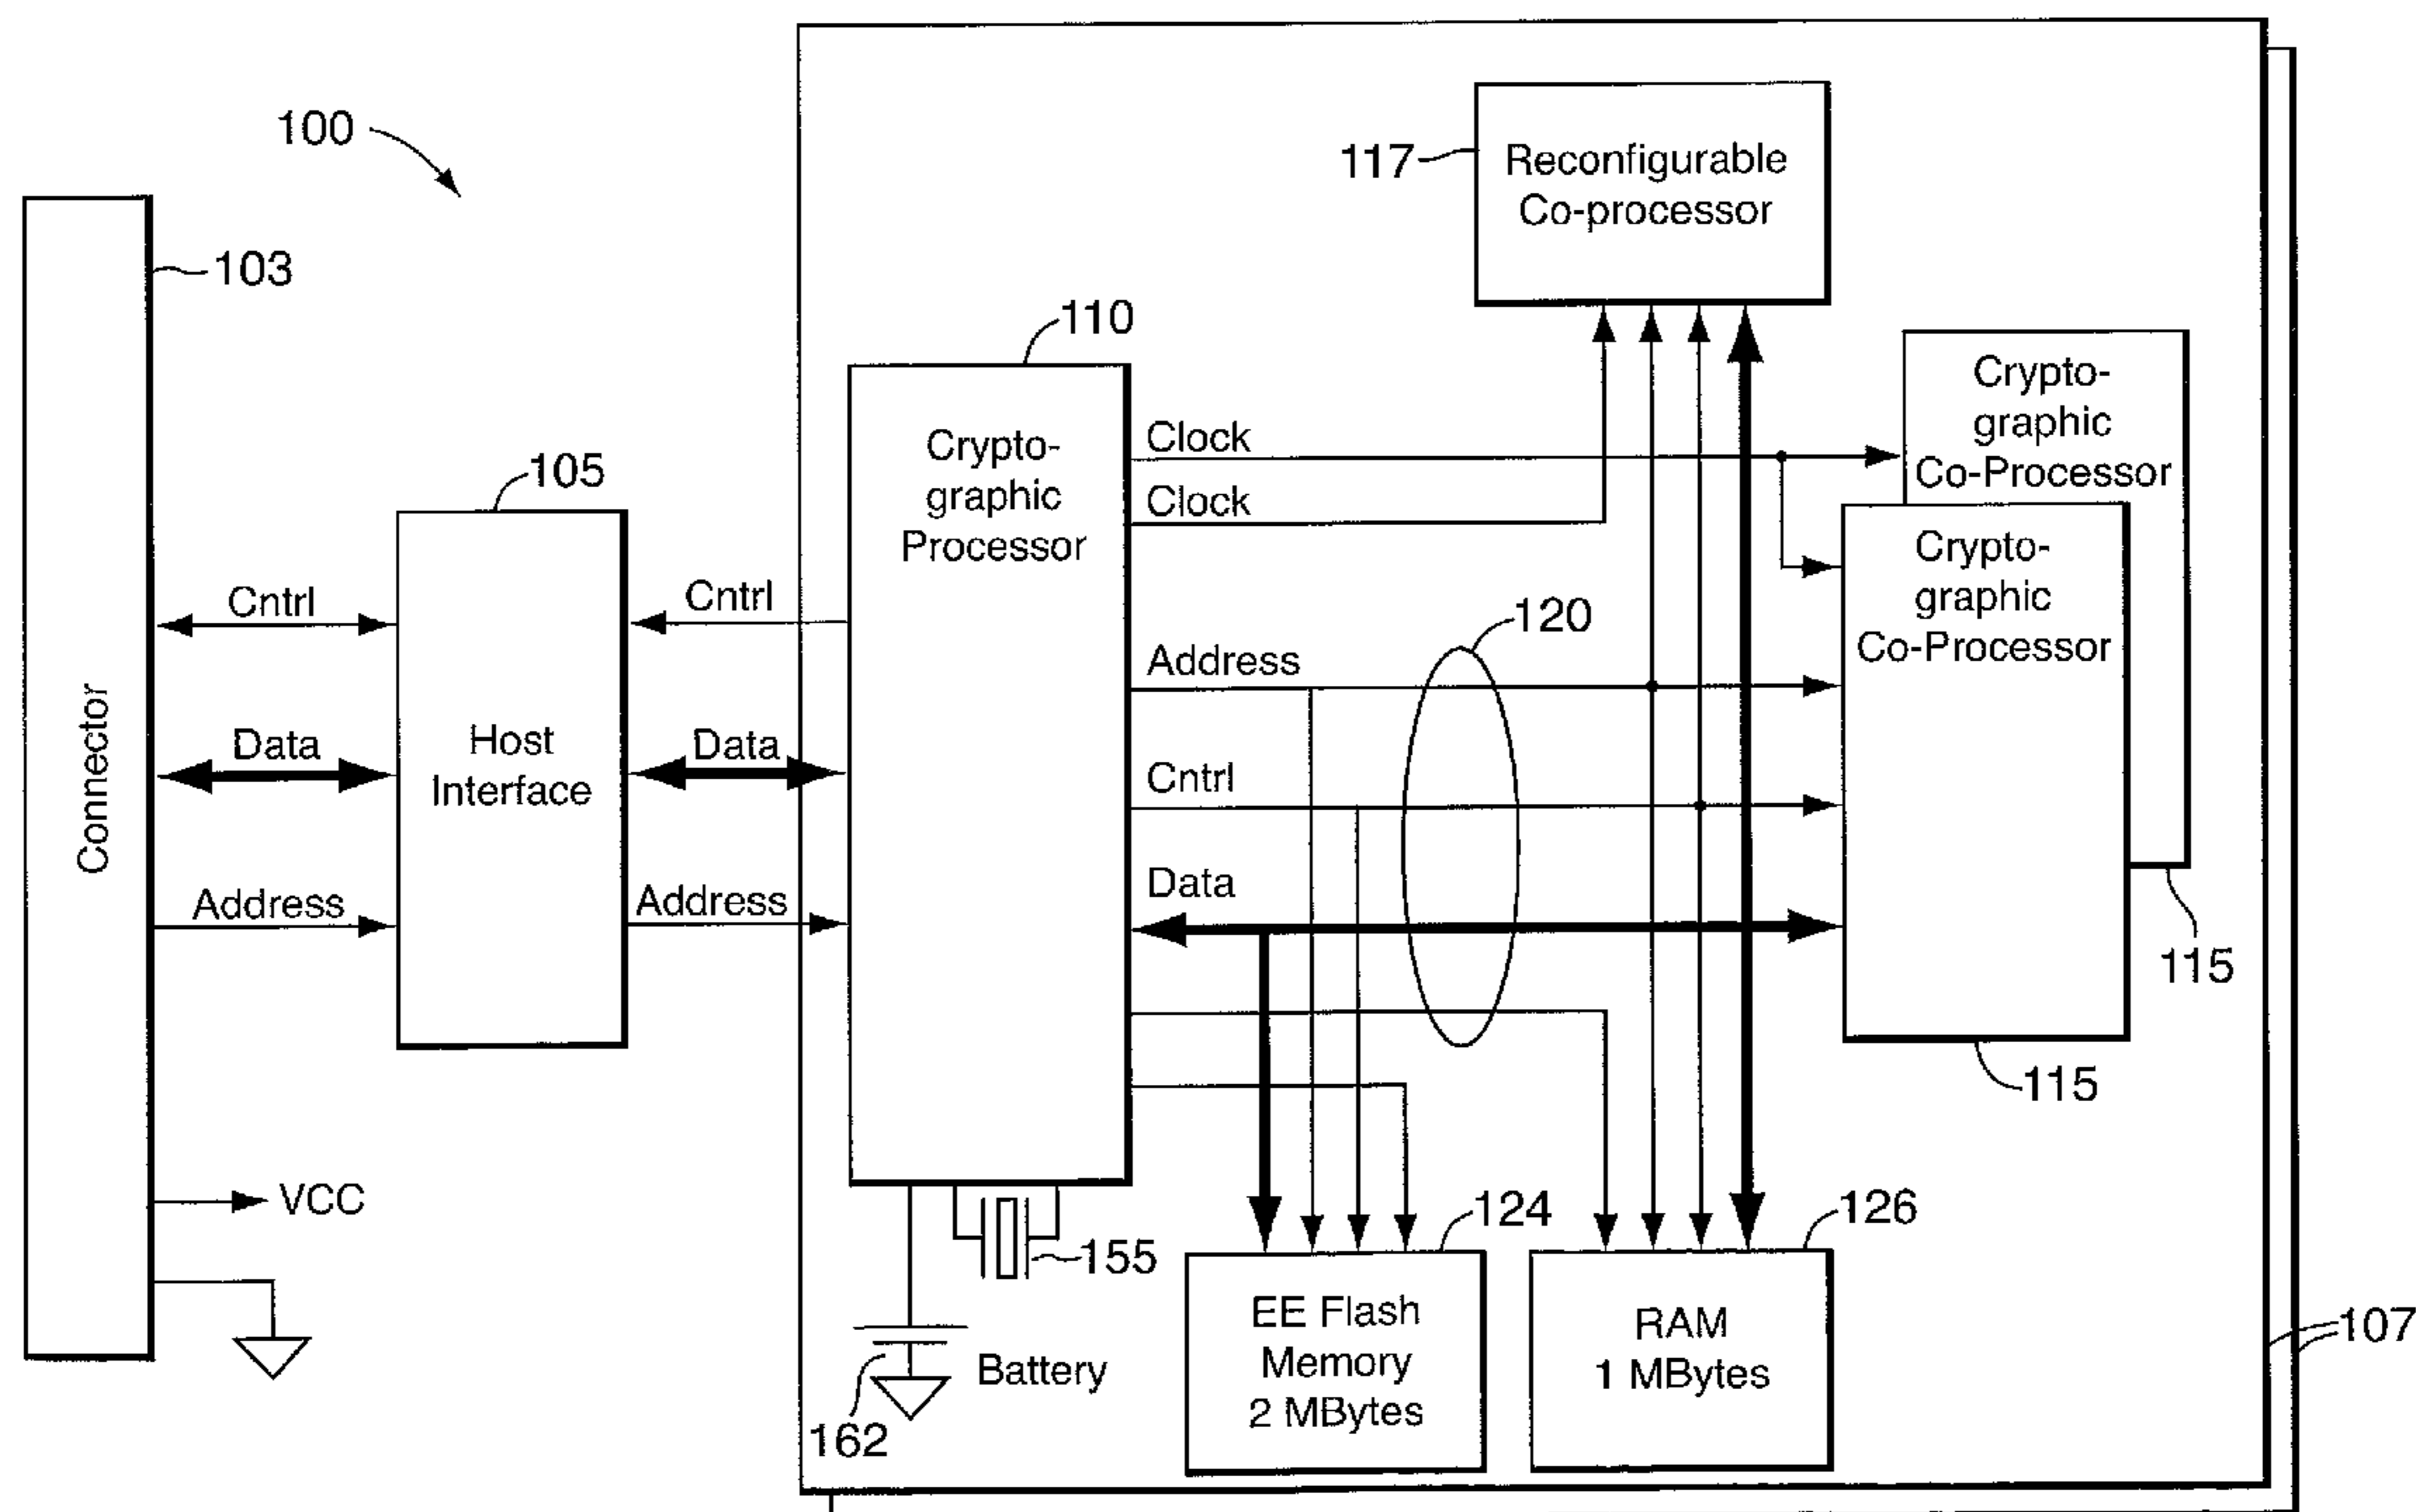 100
103
Connector
Cntrl
Data
Address
VCC
105
Host
Interface
Cntrl
Data
Address
110
Crypto-
graphic
Processor
Clock
Clock
Address
Cntrl
Data
120
117
Reconfigurable
Co-processor
Crypto-
graphic
Co-Processor
Crypto-
graphic
Co-Processor
115
115
155
Battery
162
124
EE Flash
Memory
2 MBytes
126
RAM
1 MBytes
107